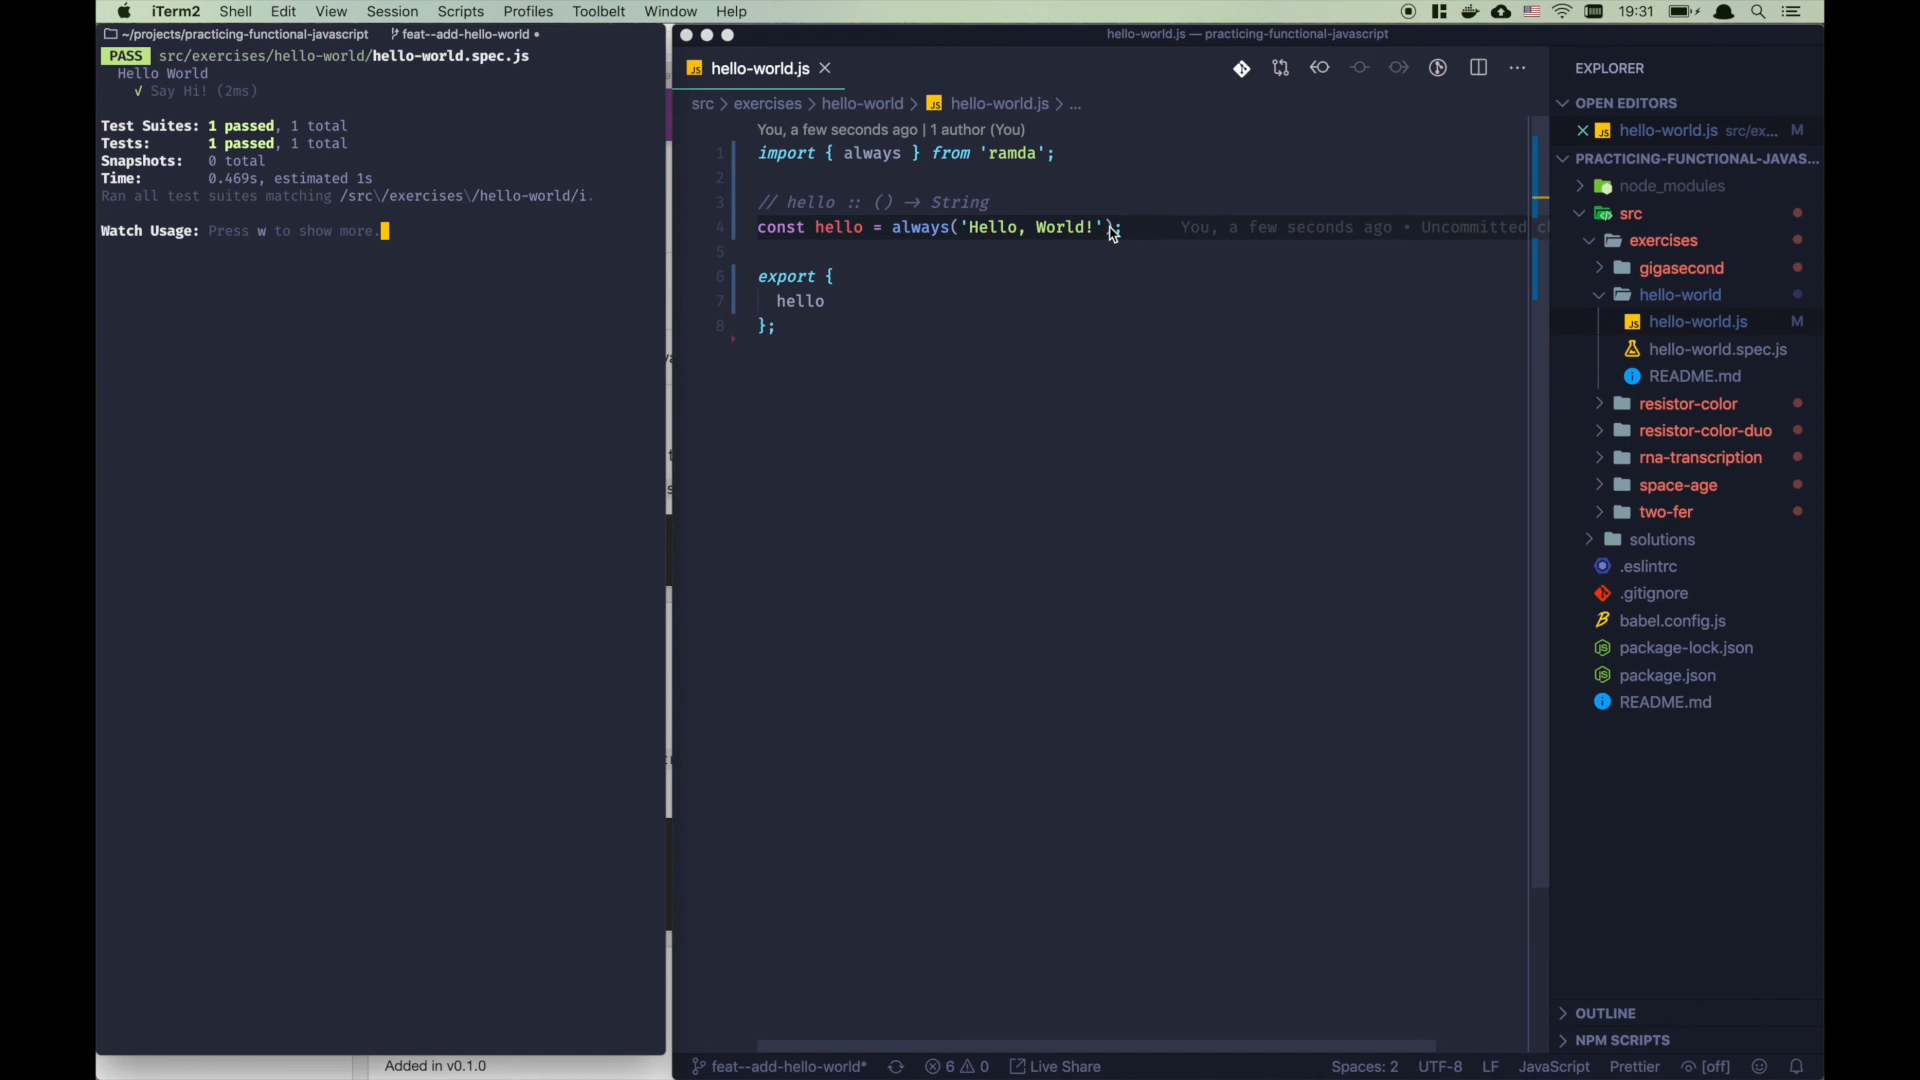 iTerm2 Shell Edit View Session Scripts Profiles Toolbelt Window Help 19:31
~/projects/practicing-functional-javascript feat--add-hello-world •
PASS src/exercises/hello-world/hello-world.spec.js
Hello World
√ Say Hi! (2ms)
Test Suites: 1 passed, 1 total
Tests: 1 passed, 1 total
Snapshots: 0 total
Time: 0.469s, estimated 1s
Ran all test suites matching /src\/exercises\/hello-world/i.
Watch Usage: Press w to show more.
Added in v0.1.0
hello-world.js — practicing-functional-javascript
JS hello-world.js
src > exercises > hello-world > JS hello-world.js > ...
You, a few seconds ago | 1 author (You)
1 import { always } from 'ramda';
2
3 // hello :: () → String
4 const hello = always('Hello, World!'); You, a few seconds ago • Uncommitted ch
5
6 export {
7 hello
8 };
EXPLORER
OPEN EDITORS
JS hello-world.js src/ex... M
PRACTICING-FUNCTIONAL-JAVAS...
node_modules
src
exercises
gigasecond
hello-world
JS hello-world.js M
hello-world.spec.js
README.md
resistor-color
resistor-color-duo
rna-transcription
space-age
two-fer
solutions
.eslintrc
.gitignore
babel.config.js
package-lock.json
package.json
README.md
OUTLINE
NPM SCRIPTS
feat--add-hello-world* 6 0 Live Share Spaces: 2 UTF-8 LF JavaScript Prettier [off]